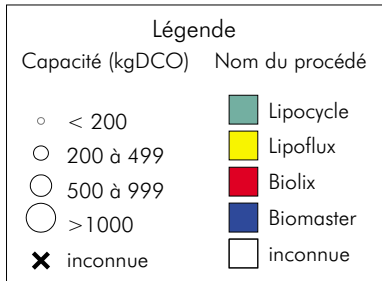 Légende
Capacité (kgDCO)
< 200
200 à 499
500 à 999
>1000
inconnue
Nom du procédé
Lipocycle
Lipoflux
Biolix
Biomaster
inconnue